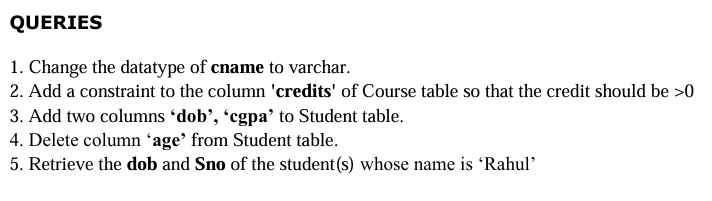 QUERIES
1. Change the datatype of cname to varchar.
2. Add a constraint to the column 'credits' of Course table so that the credit should be >0
3. Add two columns ‘dob’, ‘cgpa’ to Student table.
4. Delete column ‘age’ from Student table.
5. Retrieve the dob and Sno of the student(s) whose name is ‘Rahul’